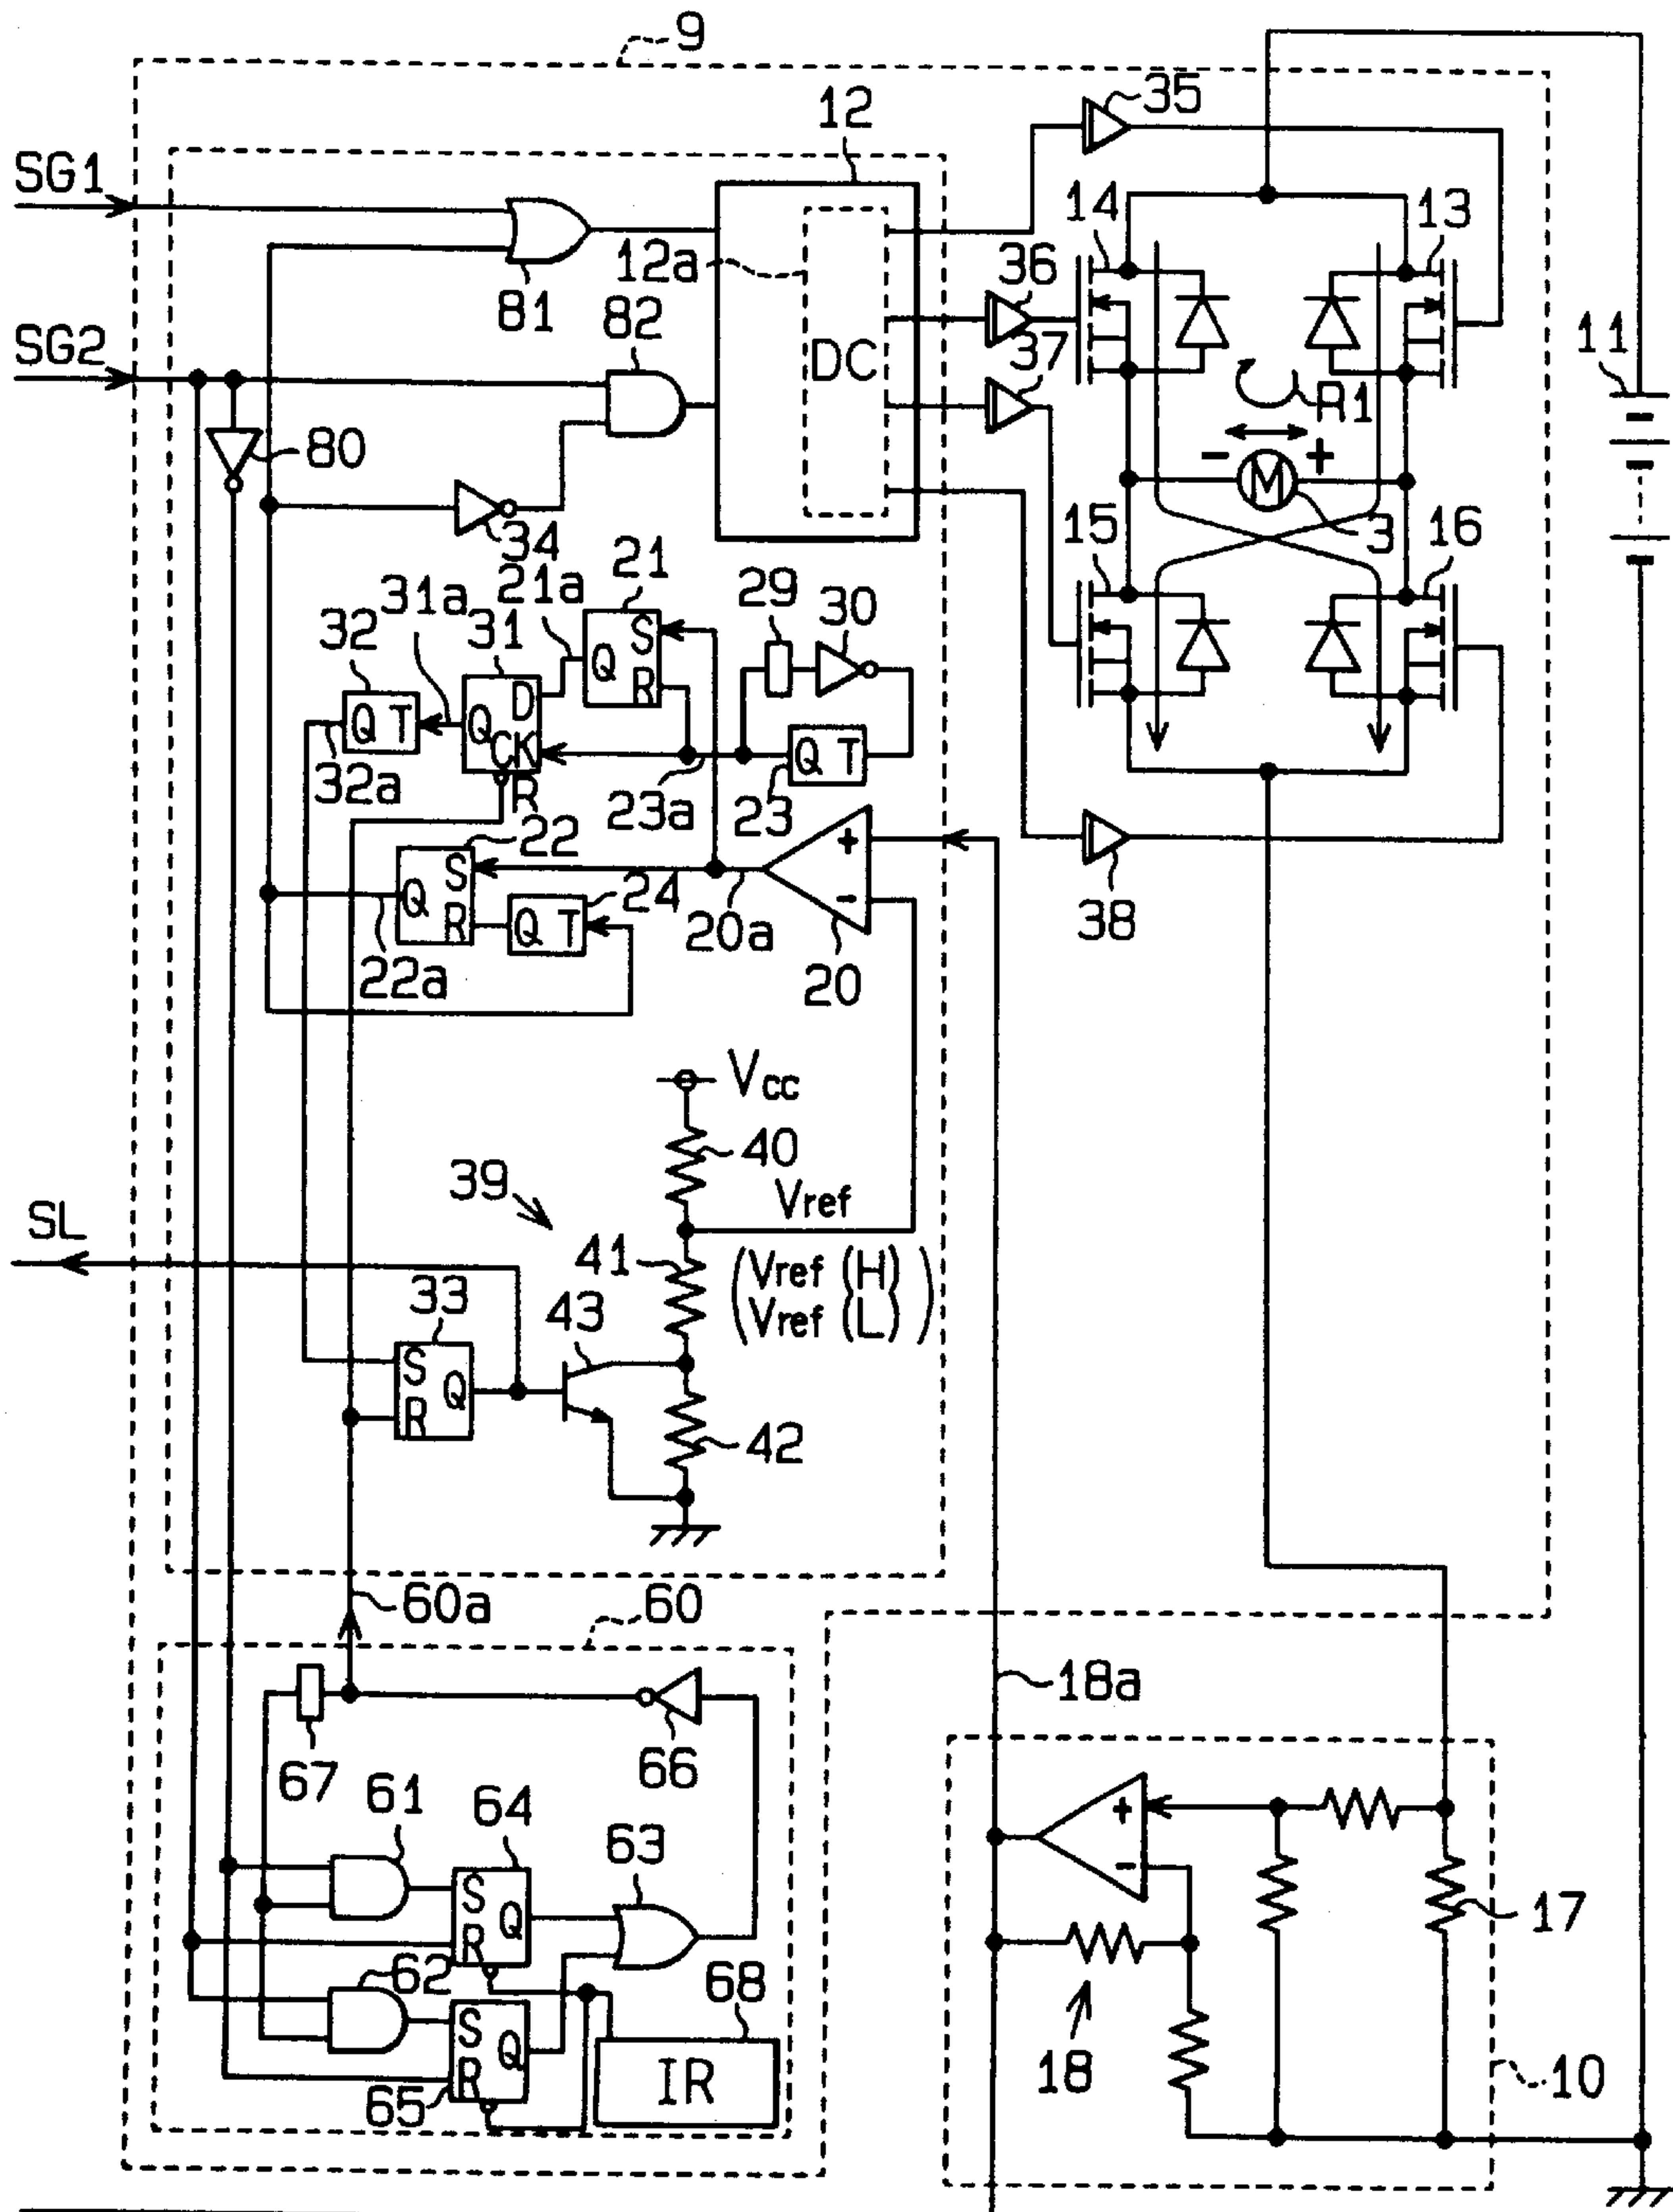 9
35
12
SG1
14
13
12a
36
81
82
SG2
DC
37
11
R1
80
- +
M
34
3
15
16
21
21a
29
30
31a
31
32
S
Q
R
D
Q
Q T
CK
Q T
R
32a
23a
23
22
S
+
Q
24
-
R
Q T
20a
38
22a
20
Vcc
40
39
Vref
SL
41
Vref (H)
33
43
Vref (L)
S
Q
R
42
60a
60
18a
67
66
61
64
+
63
S
-
Q
17
R
62
68
S
Q
18
IR
10
R
65